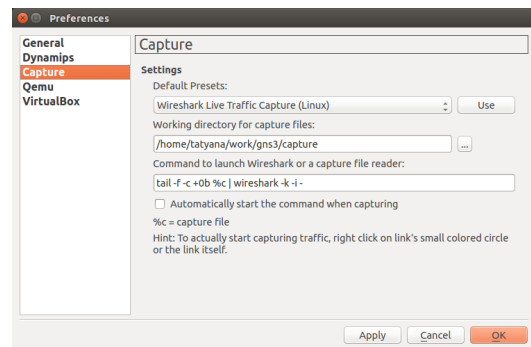 Preferences
General
Dynamips
Capture
Qemu
VirtualBox
Capture
Settings
Default Presets:
Wireshark Live Traffic Capture (Linux)
Use
Working directory for capture files:
/home/tatyana/work/gns3/capture
...
Command to launch Wireshark or a capture file reader:
tail -f -c +0b %c | wireshark -k -i -
Automatically start the command when capturing
%c = capture file
Hint: To actually start capturing traffic, right click on link's small colored circle
or the link itself.
Apply
Cancel
OK